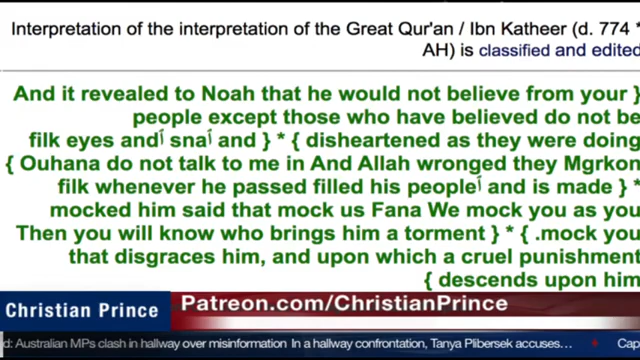 Interpretation of the interpretation of the Great Qur'an / Ibn Katheer (d. 774 *
AH) is classified and edited
And it revealed to Noah that he would not believe from your }
people except those who have believed do not be
filk eyes andأ snaأ and } * { disheartened as they were doing
{ Ouhana do not talk to me in And Allah wronged they Mgrkon
filk whenever he passed filled his peopleأ and is made } *
mocked him said that mock us Fana We mock you as you
Then you will know who brings him a torment } * { .mock you
that disgraces him, and upon which a cruel punishment
{ descends upon him
Christian Prince
Patreon.com/ChristianPrince
d: Australian MPs clash in hallway over misinformation In a hallway confrontation, Tanya Plibersek accuses…
Cap